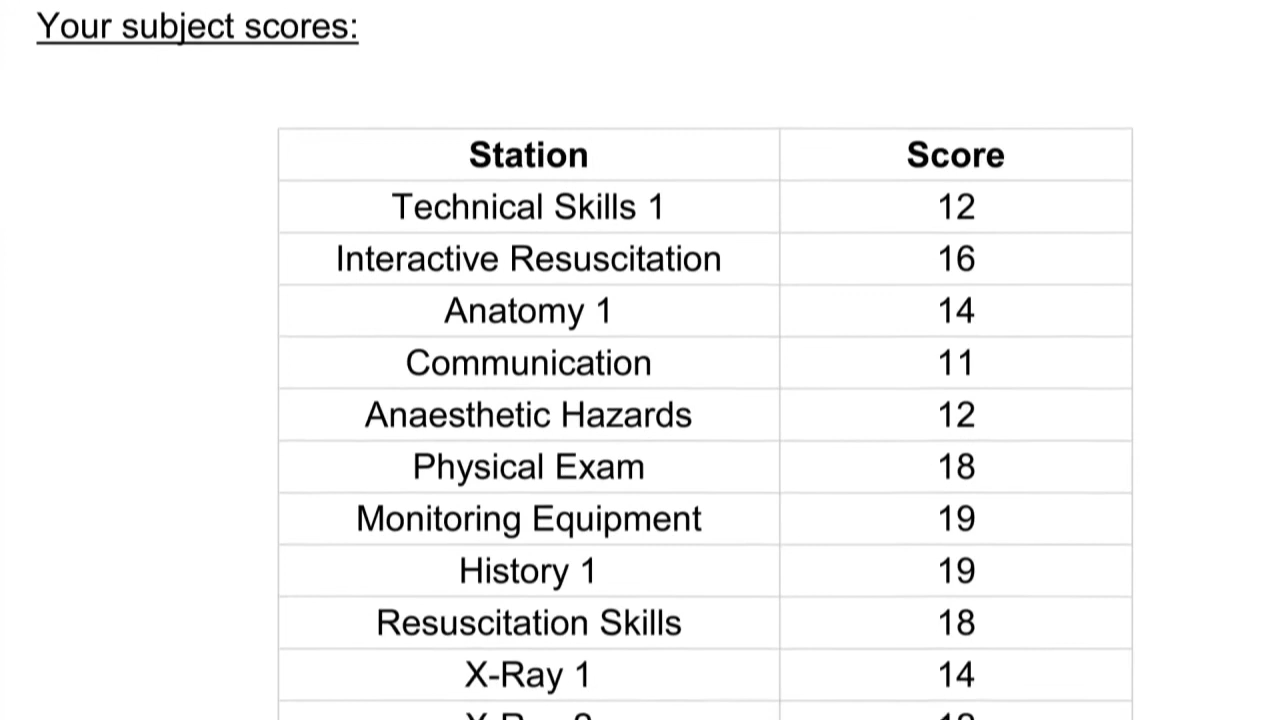 Your subject scores:
Station Score
Technical Skills 1 12
Interactive Resuscitation 16
Anatomy 1 14
Communication 11
Anaesthetic Hazards 12
Physical Exam 18
Monitoring Equipment 19
History 1 19
Resuscitation Skills 18
X-Ray 1 14